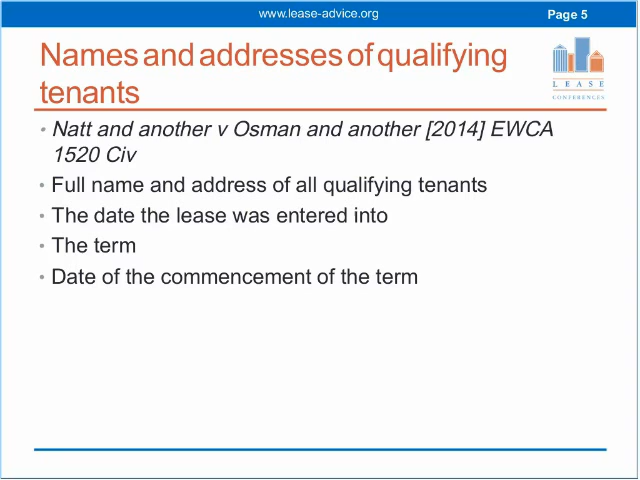 www.lease-advice.org
Page 5
Names and addresses of qualifying
tenants
LEASE
CONFERENCES
• Natt and another v Osman and another [2014] EWCA
1520 Civ
• Full name and address of all qualifying tenants
• The date the lease was entered into
• The term
• Date of the commencement of the term